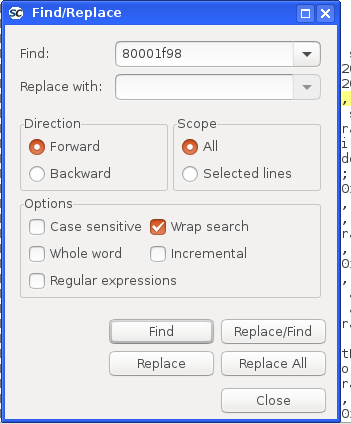 SC Find/Replace
Find: 80001f98
Replace with:
Direction Scope
Forward All
Backward Selected lines
Options
Case sensitive Wrap search
Whole word Incremental
Regular expressions
Find Replace/Find
Replace Replace All
Close